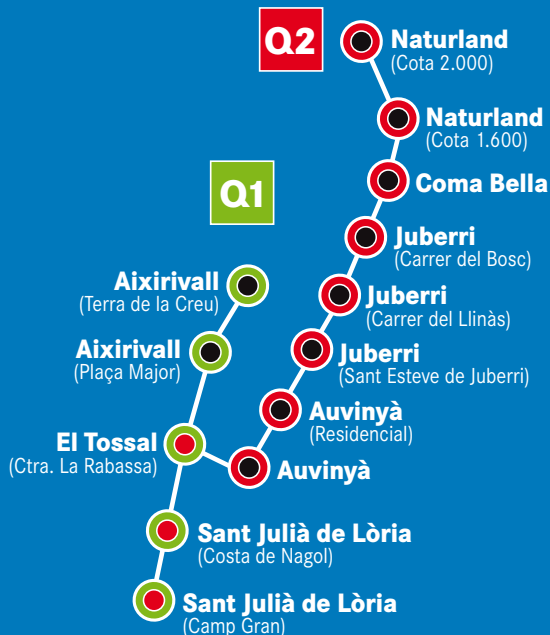 Q2
Naturland
(Cota 2.000)
Naturland
(Cota 1.600)
Coma Bella
Q1
Juberri
(Carrer del Bosc)
Aixirivall
(Terra de la Creu)
Juberri
(Carrer del Llinàs)
Aixirivall
(Plaça Major)
Juberri
(Sant Esteve de Juberri)
Auvinyà
(Residencial)
El Tossal
(Ctra. La Rabassa)
Auvinyà
Sant Julià de Lòria
(Costa de Nagol)
Sant Julià de Lòria
(Camp Gran)